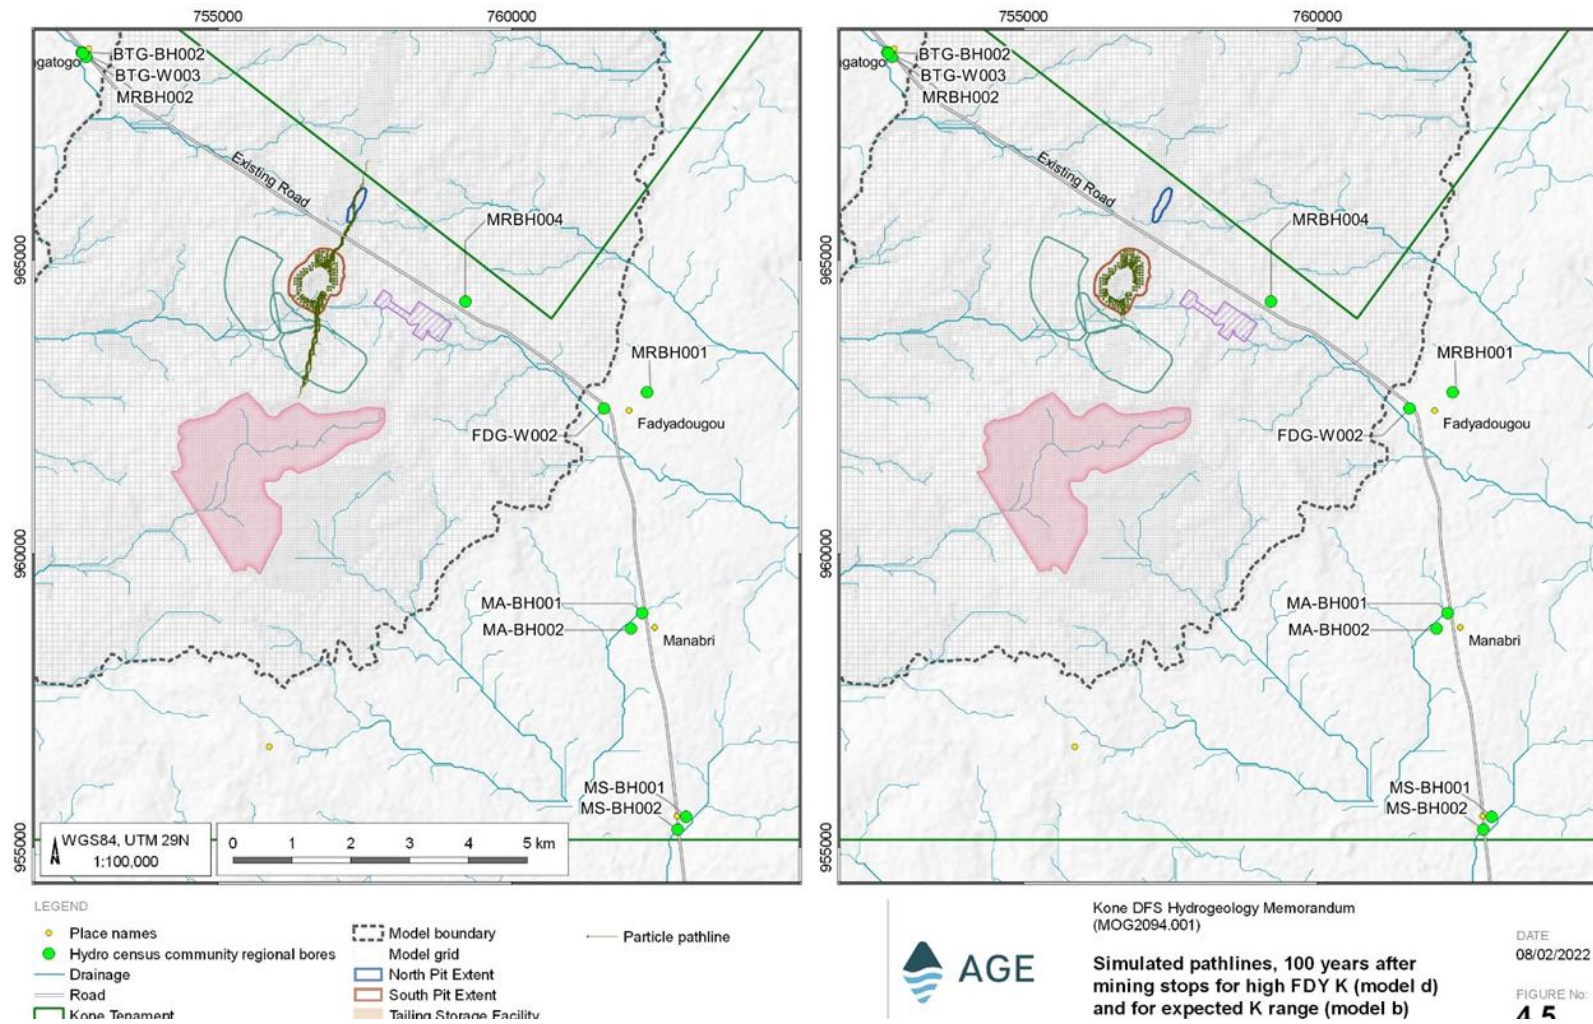 755000 760000 755000 760000
BTG-BH002
gatogo
BTG-W003
MRBH002
Existing Road
MRBH004
965000
MRBH001
FDG-W002
Fadyadougou
960000
MA-BH001
MA-BH002
Manabri
MS-BH001
MS-BH002
955000
WGS84, UTM 29N
1:100,000
0 1 2 3 4 5 km
BTG-BH002
gatogo
BTG-W003
MRBH002
Existing Road
MRBH004
965000
MRBH001
FDG-W002
Fadyadougou
960000
MA-BH001
MA-BH002
Manabri
MS-BH001
MS-BH002
955000
LEGEND
Place names
Hydro census community regional bores
Drainage
Road
Kone Tenament
Model boundary
Model grid
North Pit Extent
South Pit Extent
Tailing Storage Facility
Particle pathline
AGE
Kone DFS Hydrogeology Memorandum
(MOG2094.001)
Simulated pathlines, 100 years after
mining stops for high FDY K (model d)
and for expected K range (model b)
DATE
08/02/2022
FIGURE No:
4.5